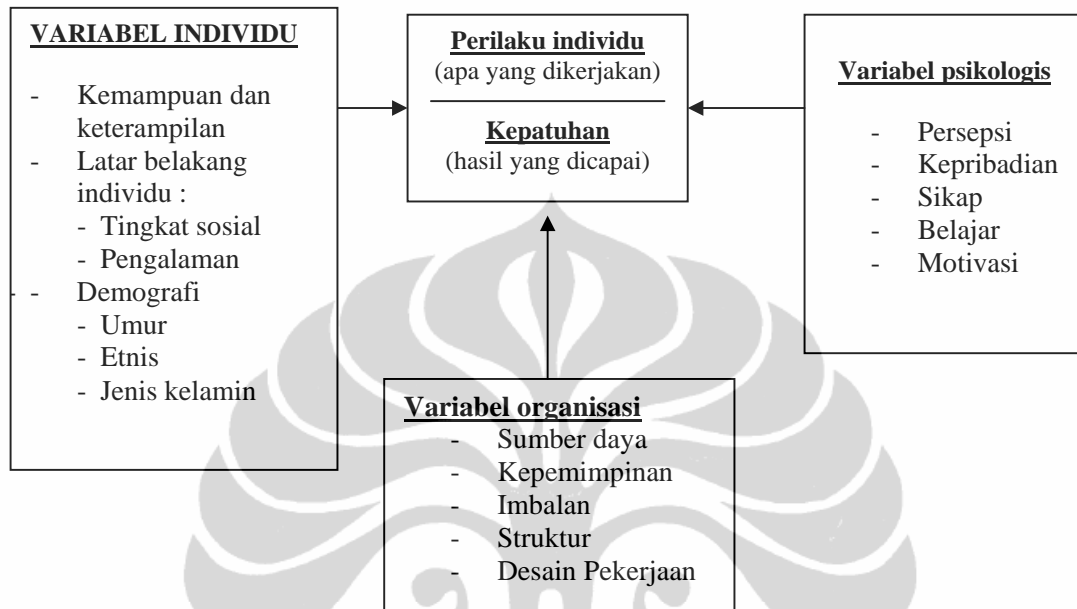 VARIABEL INDIVIDU
- Kemampuan dan
keterampilan
- Latar belakang
individu :
- Tingkat sosial
- Pengalaman
- - Demografi
- Umur
- Etnis
- Jenis kelamin
Perilaku individu
(apa yang dikerjakan)
Kepatuhan
(hasil yang dicapai)
Variabel psikologis
- Persepsi
- Kepribadian
- Sikap
- Belajar
- Motivasi
Variabel organisasi
- Sumber daya
- Kepemimpinan
- Imbalan
- Struktur
- Desain Pekerjaan